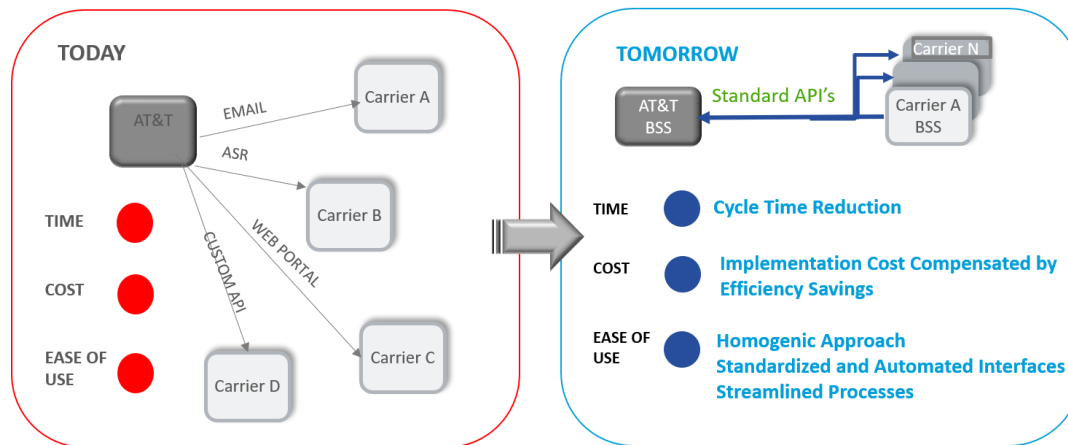 TODAY
AT&T
EMAIL
Carrier A
ASR
Carrier B
WEB PORTAL
Carrier C
CUSTOM API
Carrier D
TIME
COST
EASE OF
USE
TOMORROW
AT&T
BSS
Standard API's
Carrier N
Carrier A
BSS
TIME
Cycle Time Reduction
COST
Implementation Cost Compensated by
Efficiency Savings
EASE OF
USE
Homogenic Approach
Standardized and Automated Interfaces
Streamlined Processes